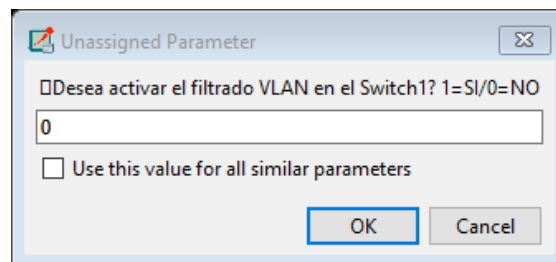 Unassigned Parameter
▯Desea activar el filtrado VLAN en el Switch1? 1=SI/0=NO
0
Use this value for all similar parameters
OK Cancel